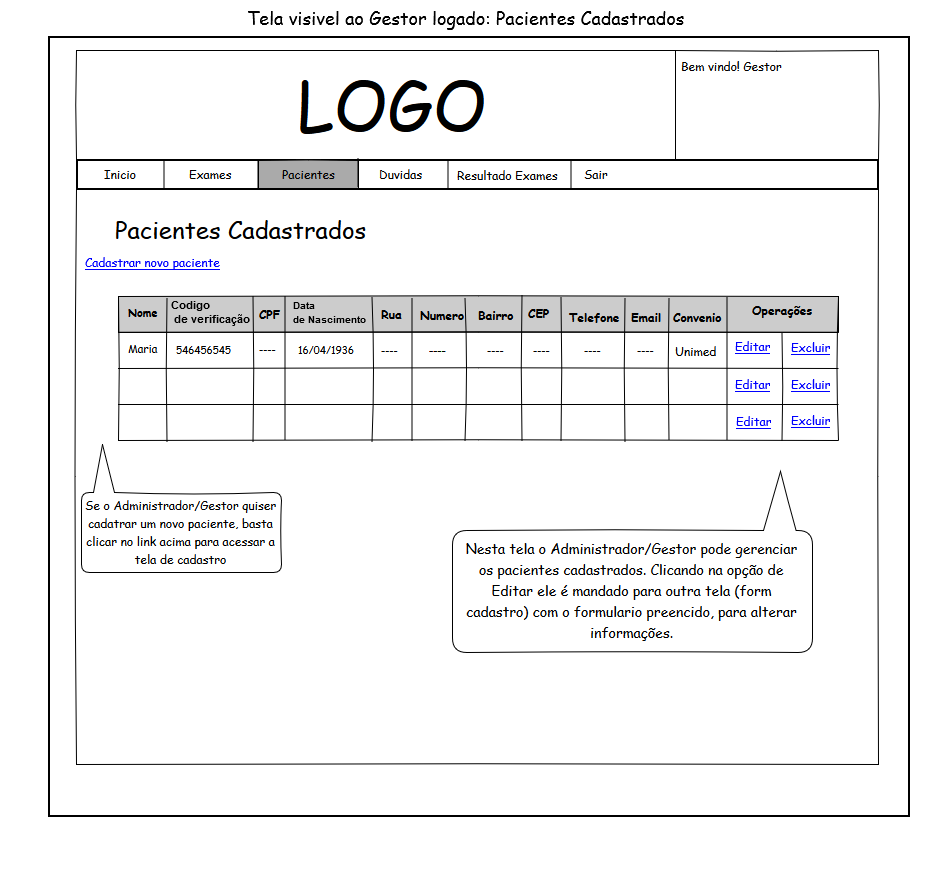 Tela visivel ao Gestor logado: Pacientes Cadastrados
LOGO
Bem vindo! Gestor
Inicio Exames Pacientes Duvidas Resultado Exames Sair
Pacientes Cadastrados
Cadastrar novo paciente
Nome Codigo de verificação CPF Data de Nascimento Rua Numero Bairro CEP Telefone Email Convenio Operações
Maria 546456545 ---- 16/04/1936 ---- ---- ---- ---- ---- ---- Unimed Editar Excluir
Editar Excluir
Editar Excluir
Se o Administrador/Gestor quiser
cadatrar um novo paciente, basta
clicar no link acima para acessar a
tela de cadastro
Nesta tela o Administrador/Gestor pode gerenciar
os pacientes cadastrados. Clicando na opção de
Editar ele é mandado para outra tela (form
cadastro) com o formulario preencido, para alterar
informações.